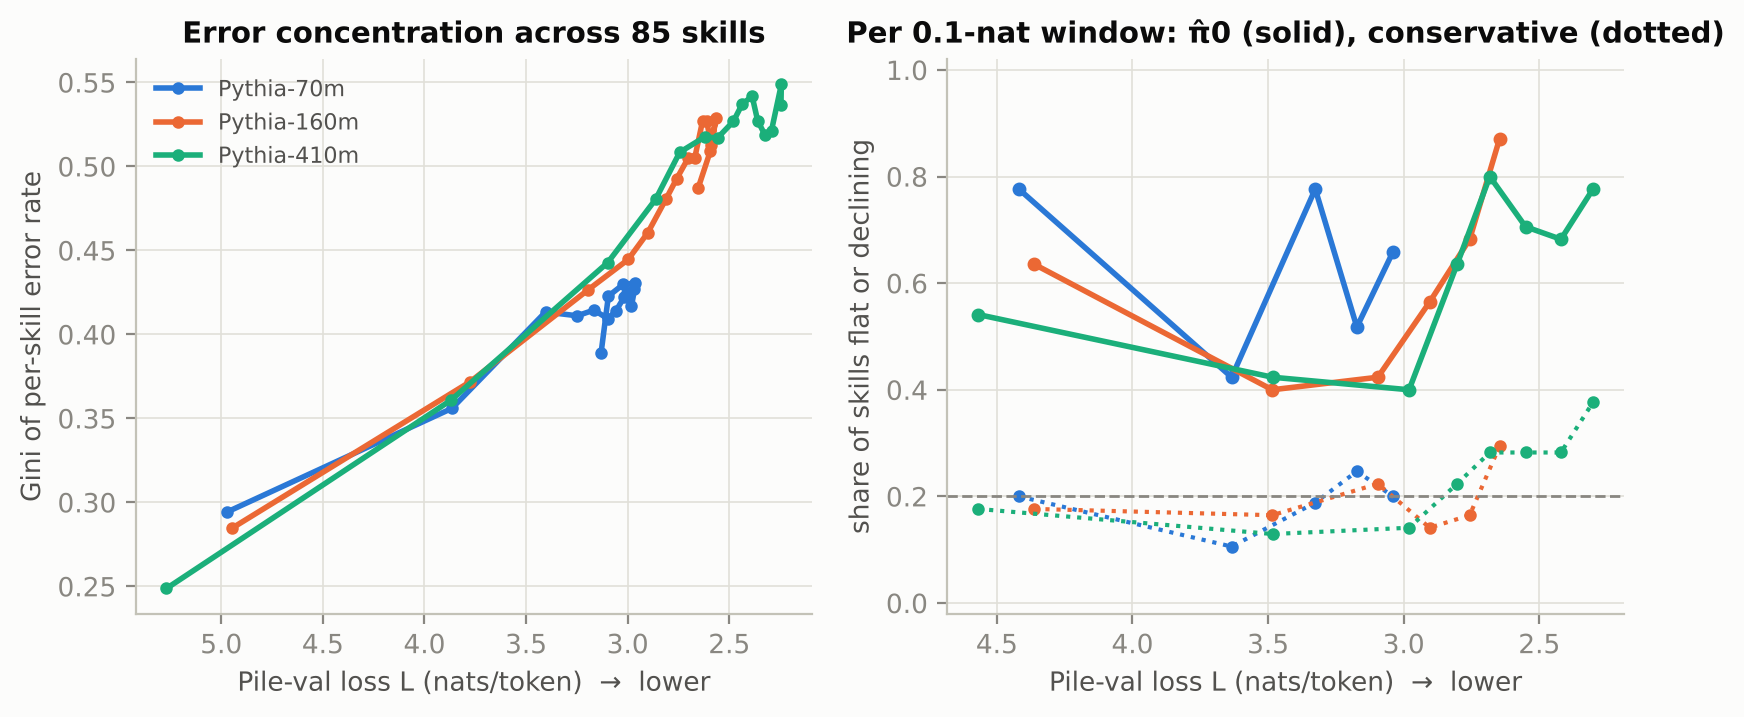 Error concentration across 85 skills
Gini of per-skill error rate
0.55
0.50
0.45
0.40
0.35
0.30
0.25
Pythia-70m
Pythia-160m
Pythia-410m
5.0 4.5 4.0 3.5 3.0 2.5
Pile-val loss L (nats/token) → lower
Per 0.1-nat window: π̂0 (solid), conservative (dotted)
share of skills flat or declining
1.0
0.8
0.6
0.4
0.2
0.0
4.5 4.0 3.5 3.0 2.5
Pile-val loss L (nats/token) → lower